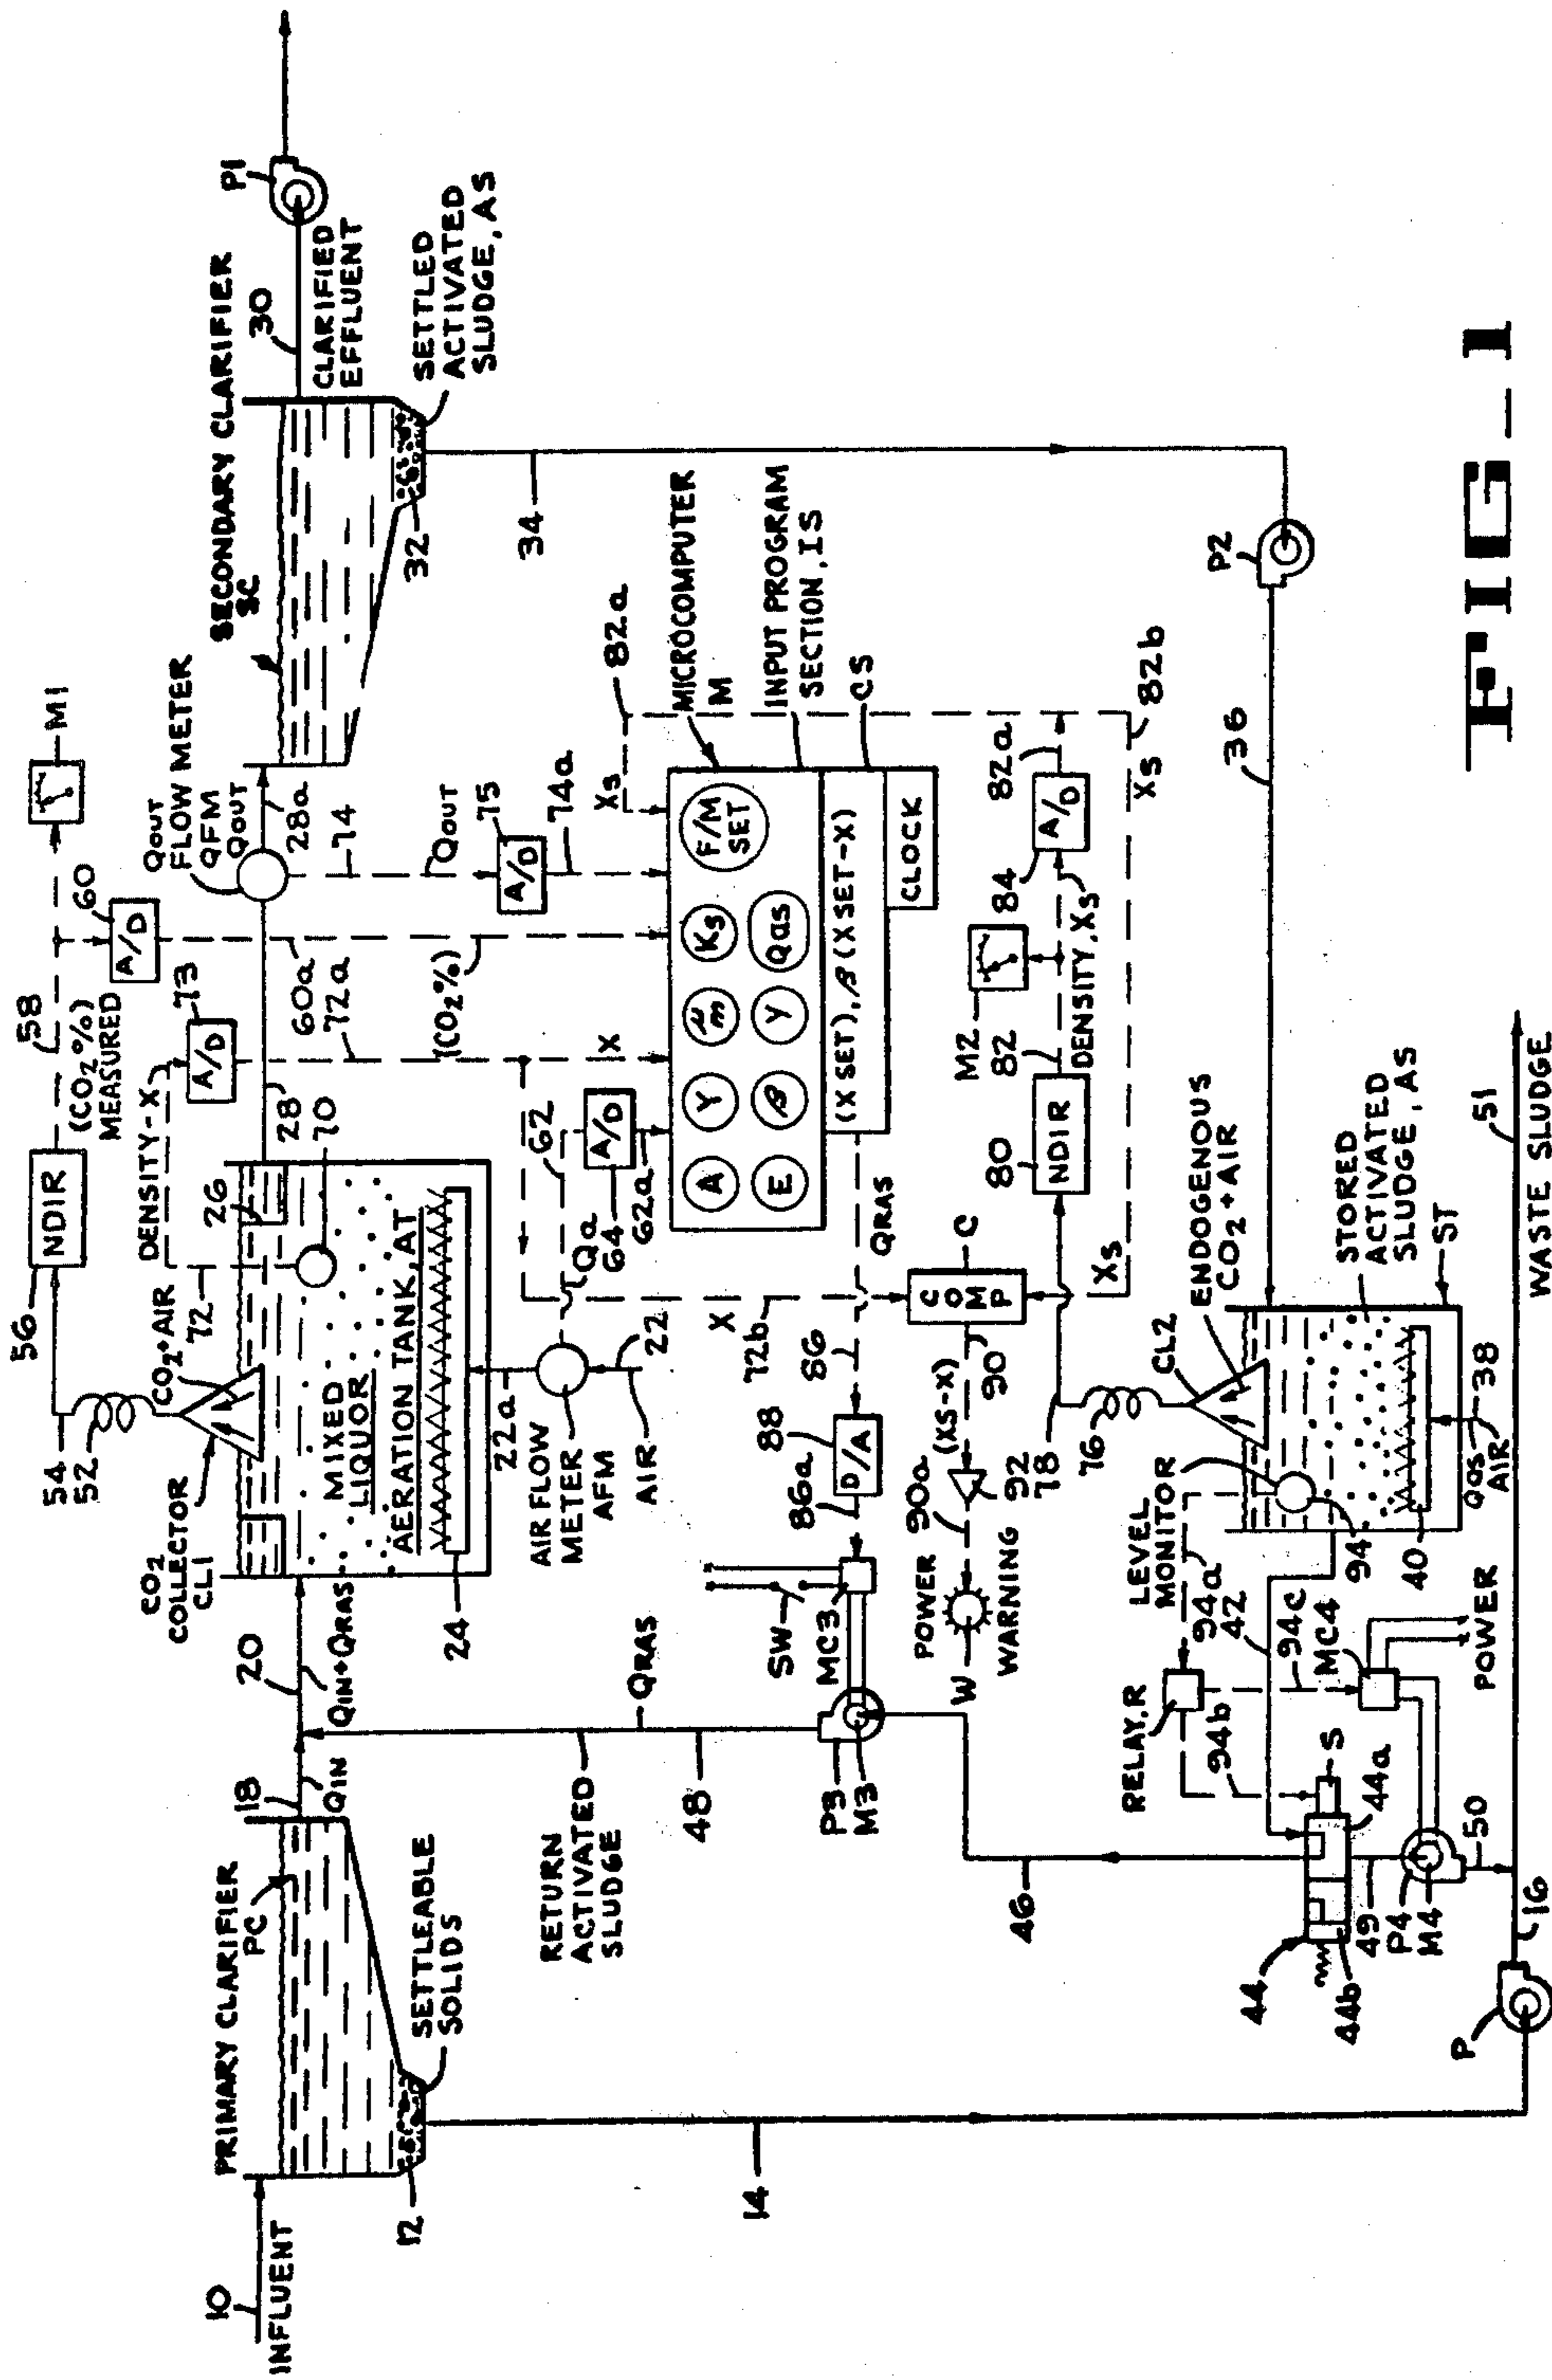 10
INFLUENT
PRIMARY CLARIFIER
PC
12
SETTLEABLE
SOLIDS
14
18
QIN
20
QIN+QRAS
RETURN
ACTIVATED
SLUDGE
48
QRAS
CO2
COLLECTOR
CL1
54
52
56
NDIR
CO2+AIR
72
DENSITY-X
26
MIXED
LIQUOR
AERATION TANK, AT
24
28
70
22a
AIR FLOW
METER
AFM
22
AIR
58
(CO2%)
MEASURED
M1
60
A/D
60a
73
A/D
72a
(CO2%)
X
62
Qa
64
A/D
62a
QOUT
FLOW METER
QFM
QOUT
28a
74
QOUT
75
A/D
74a
SECONDARY CLARIFIER
SC
30
CLARIFIED
EFFLUENT
P1
32
SETTLED
ACTIVATED
SLUDGE, AS
34
P2
36
XS
82a
MICROCOMPUTER
M
INPUT PROGRAM
SECTION, IS
CS
A
Y
μm
KS
F/M
SET
E
β
Y
Qas
(X SET), β (X SET-X)
CLOCK
QRAS
X
72b
86
88
D/A
86a
C
COMP
XS
90
(XS-X)
90a
92
POWER
WARNING
W
SW
MC3
P3
M3
46
78
76
80
NDIR
M2
82
DENSITY, XS
84
A/D
82a
82b
XS
CL2
ENDOGENOUS
CO2+AIR
STORED
ACTIVATED
SLUDGE, AS
ST
LEVEL
MONITOR
94
94a
42
94c
MC4
RELAY, R
94b
S
44
44a
44b
49
P4
M4
50
POWER
40
Qas
AIR
38
P
16
51
WASTE SLUDGE
FIG_1